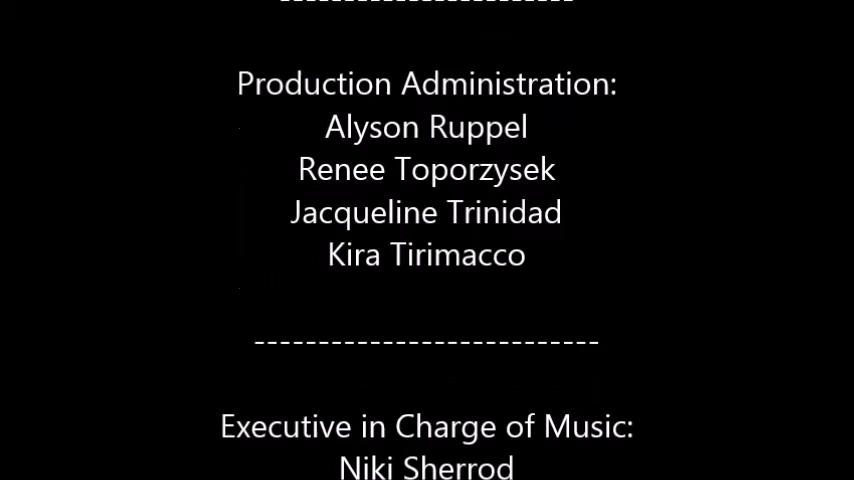 -----------------------
Production Administration:
Alyson Ruppel
Renee Toporzysek
Jacqueline Trinidad
Kira Tirimacco
---------------------------
Executive in Charge of Music:
Niki Sherrod